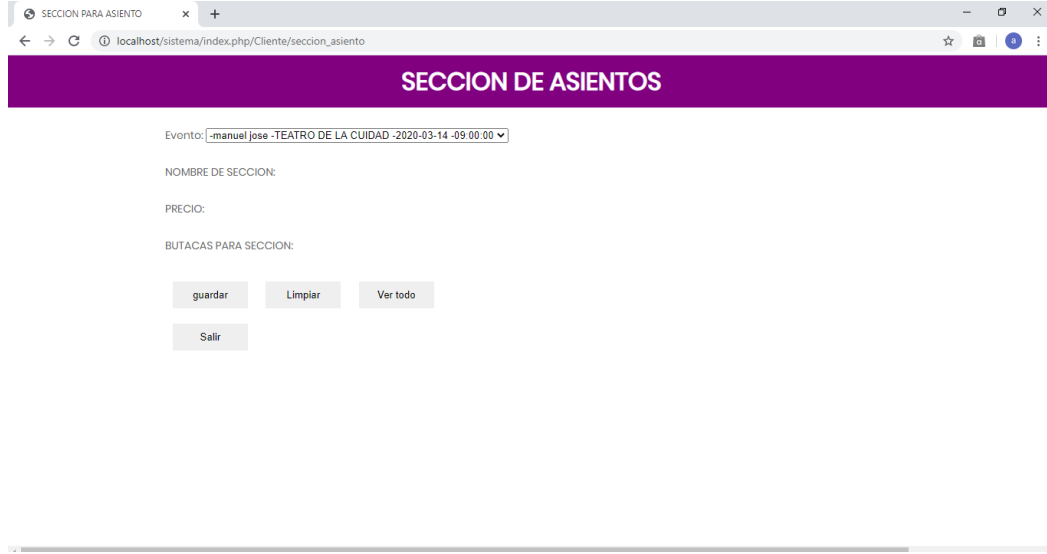 SECCION PARA ASIENTO
localhost/sistema/index.php/Cliente/seccion_asiento
a
SECCION DE ASIENTOS
Evento: -manuel jose -TEATRO DE LA CUIDAD -2020-03-14 -09:00:00
NOMBRE DE SECCION:
PRECIO:
BUTACAS PARA SECCION:
guardar Limpiar Ver todo
Salir